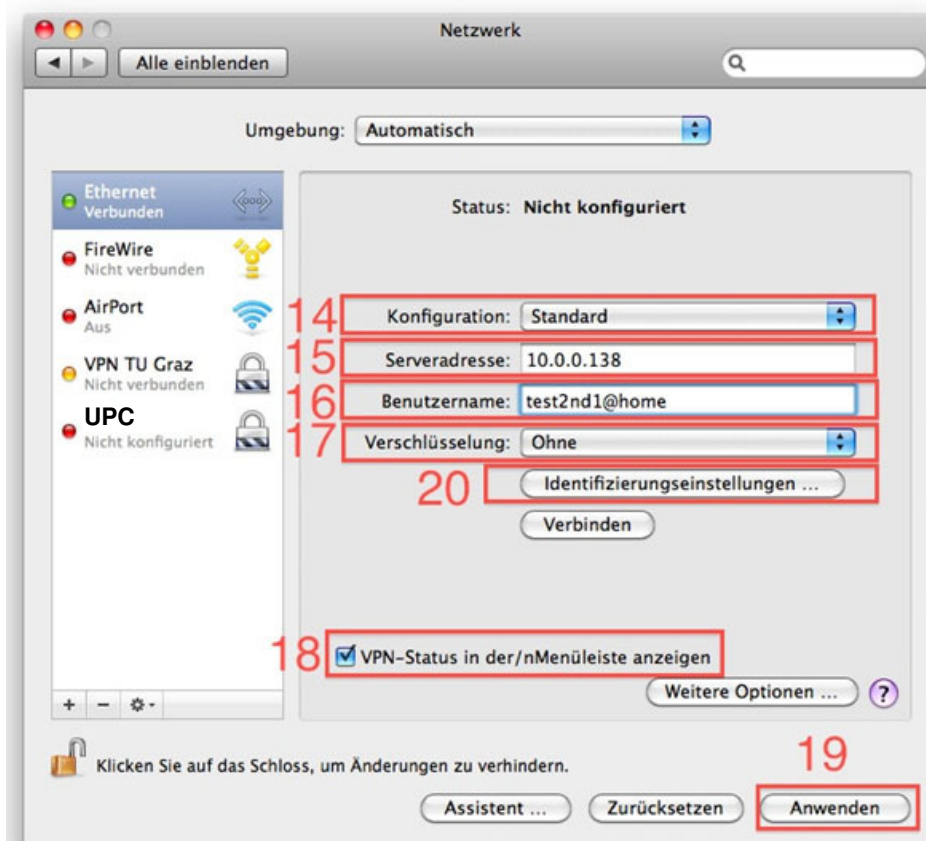 Netzwerk
Alle einblenden
Umgebung: Automatisch
Ethernet
Verbunden
FireWire
Nicht verbunden
AirPort
Aus
VPN TU Graz
Nicht verbunden
UPC
Nicht konfiguriert
Status: Nicht konfiguriert
14 Konfiguration: Standard
15 Serveradresse: 10.0.0.138
16 Benutzername: test2nd1@home
17 Verschlüsselung: Ohne
20 Identifizierungseinstellungen ...
Verbinden
18 VPN-Status in der/nMenüleiste anzeigen
Weitere Optionen ... ?
+ −
Klicken Sie auf das Schloss, um Änderungen zu verhindern.
19
Assistent ... Zurücksetzen Anwenden